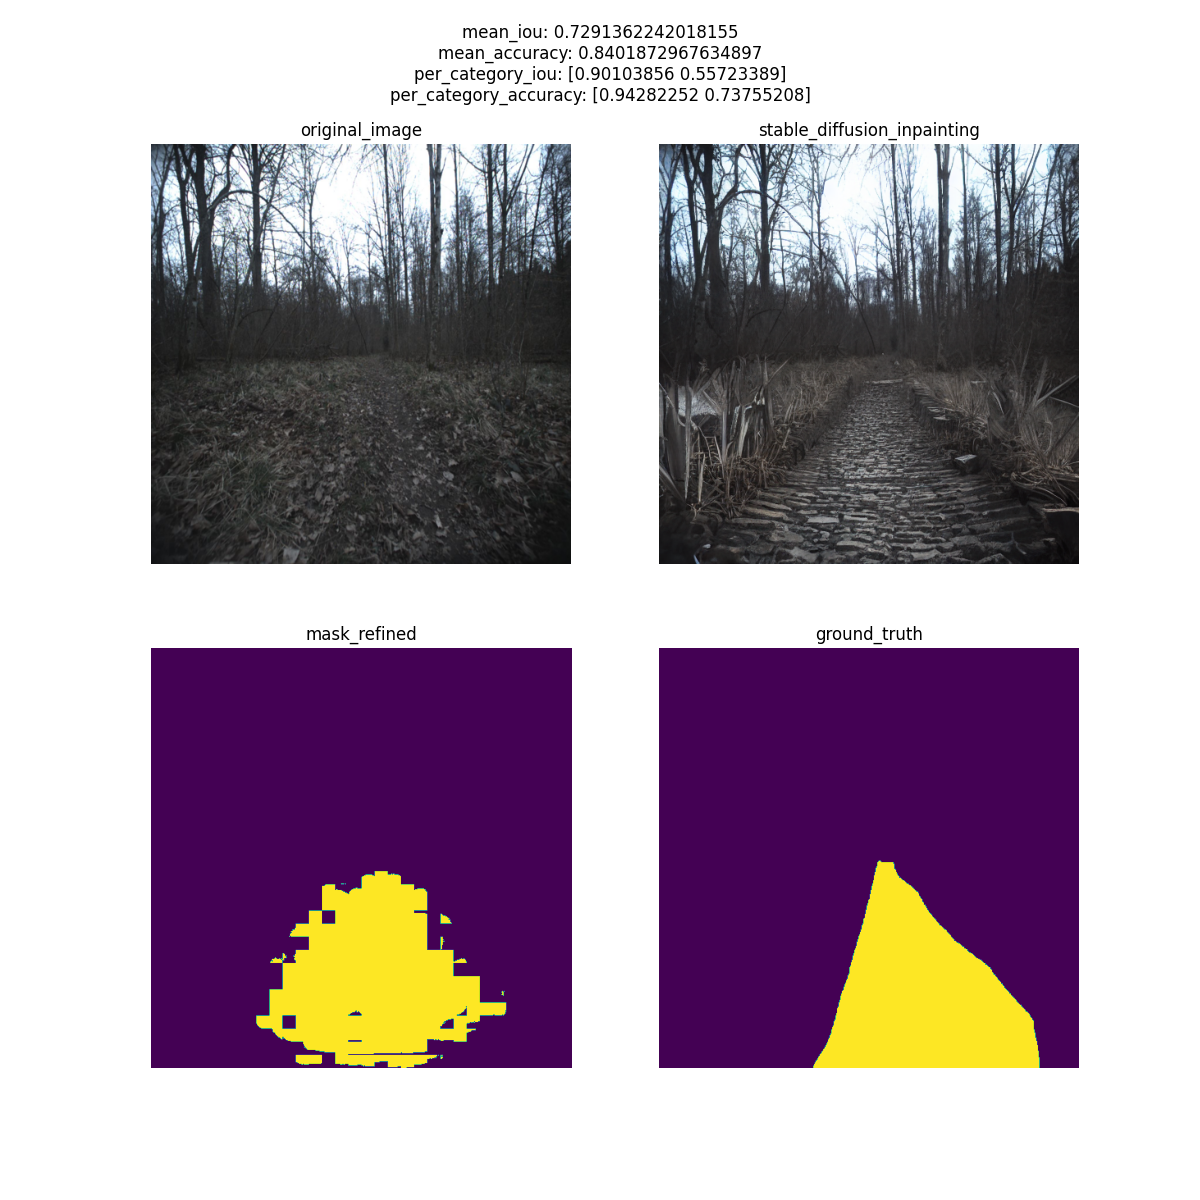 mean_iou: 0.7291362242018155
mean_accuracy: 0.8401872967634897
per_category_iou: [0.90103856 0.55723389]
per_category_accuracy: [0.94282252 0.73755208]
original_image
stable_diffusion_inpainting
mask_refined
ground_truth